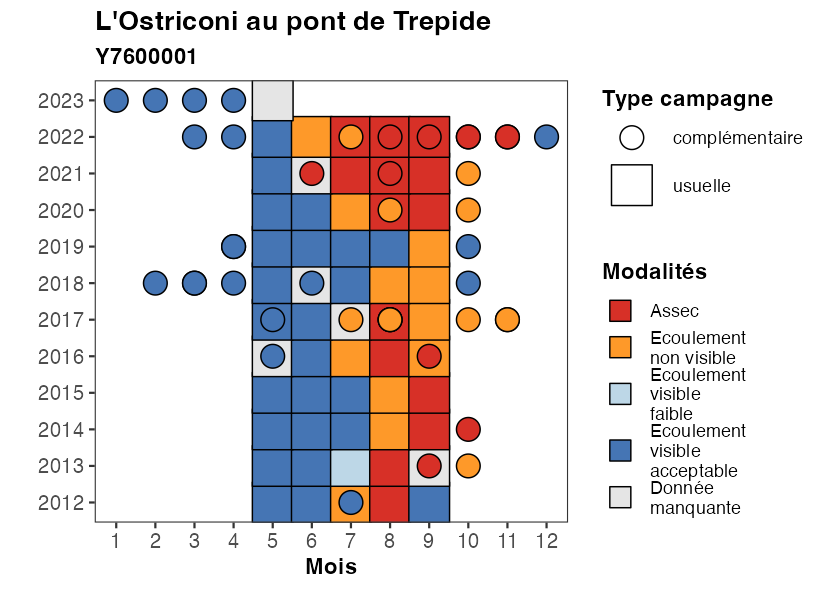 L'Ostriconi au pont de Trepide
Y7600001
2023
2022
2021
2020
2019
2018
2017
2016
2015
2014
2013
2012
1 2 3 4 5 6 7 8 9 10 11 12
Mois
Type campagne
complémentaire
usuelle
Modalités
Assec
Ecoulement
non visible
Ecoulement
visible
faible
Ecoulement
visible
acceptable
Donnée
manquante